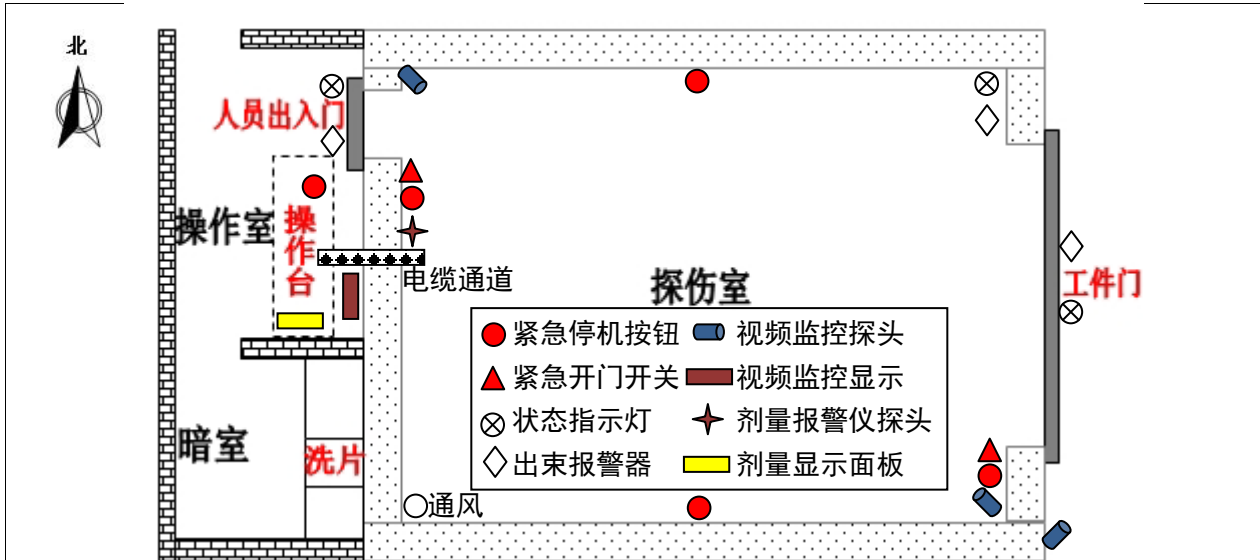 北
人员出入门
操作室
操作台
电缆通道
探伤室
工件门
紧急停机按钮
视频监控探头
紧急开门开关
视频监控显示
状态指示灯
剂量报警仪探头
出束报警器
剂量显示面板
暗室
洗片
通风